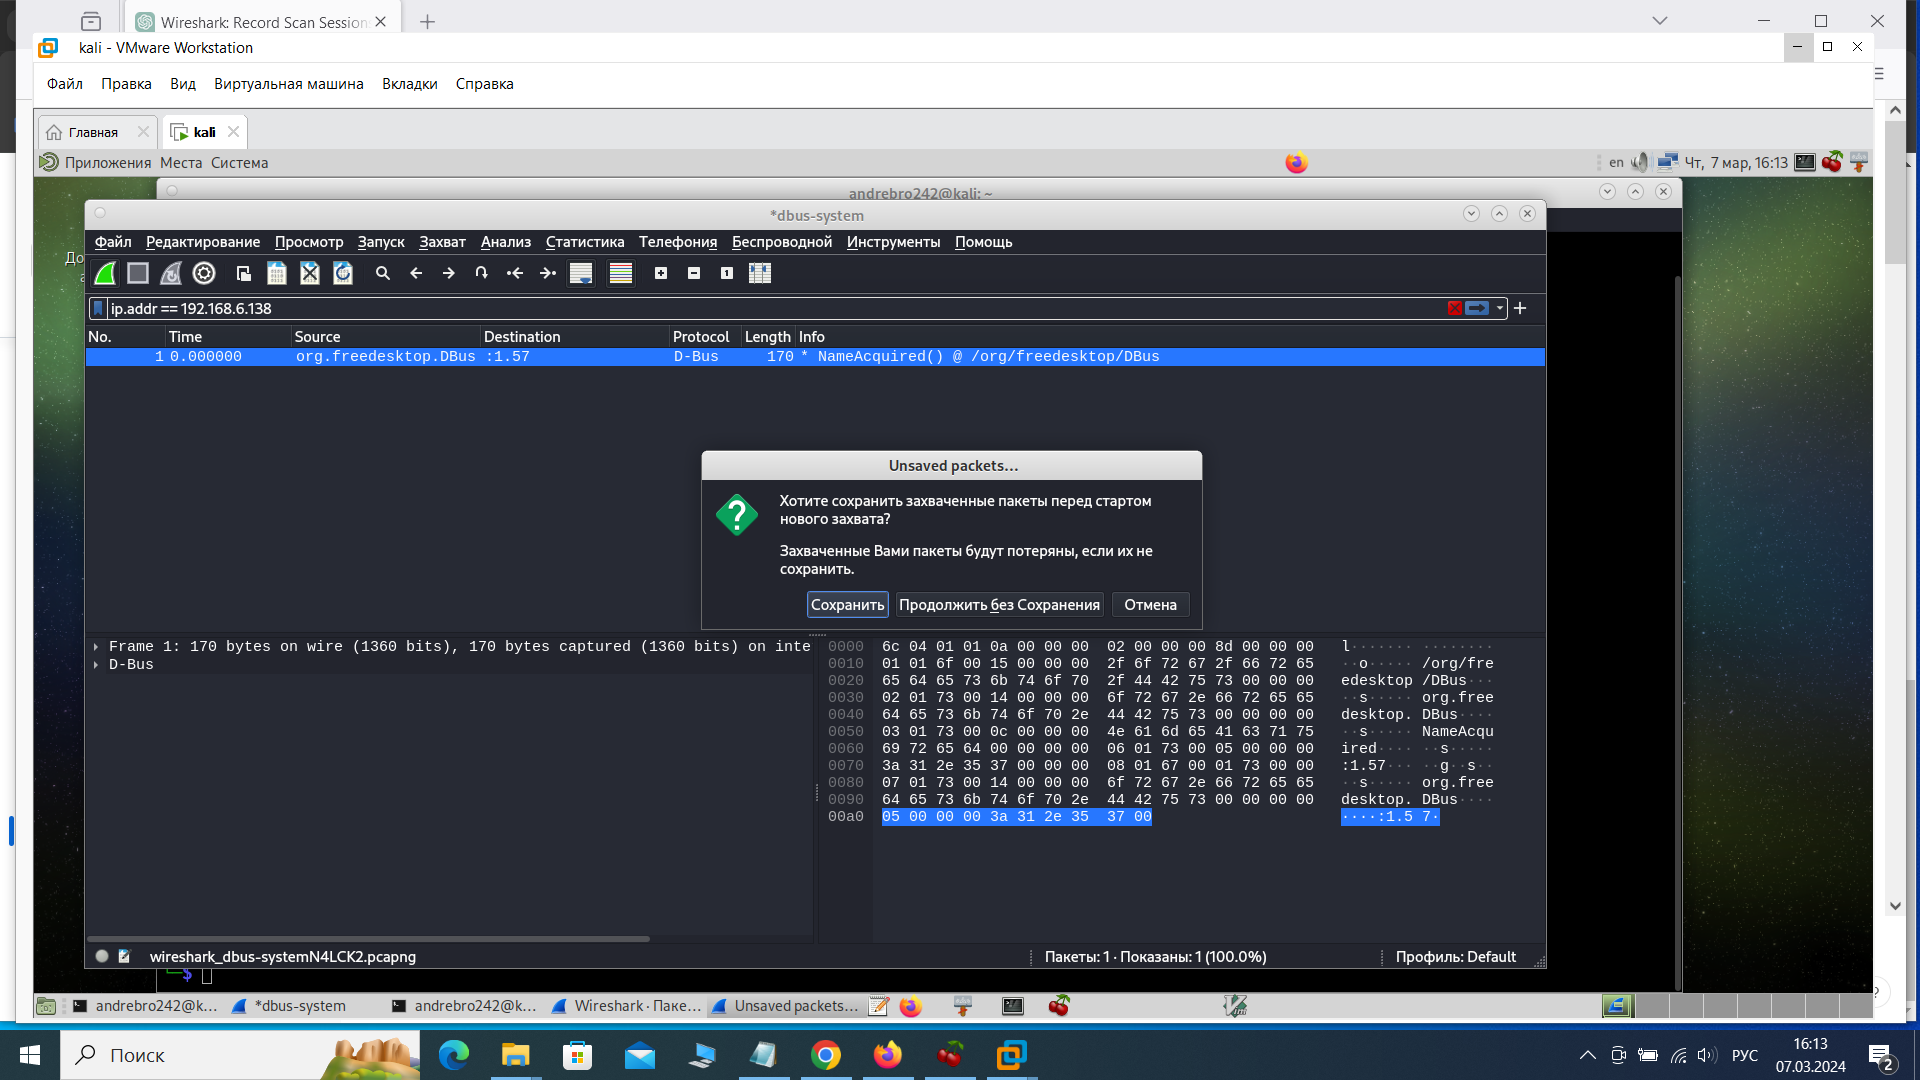 Wireshark: Record Scan Session
kali - VMware Workstation
Файл Правка Вид Виртуальная машина Вкладки Справка
Главная kali
Приложения Места Система en Чт, 7 мар, 16:13
andrebro242@kali: ~
*dbus-system
Файл Редактирование Просмотр Запуск Захват Анализ Статистика Телефония Беспроводной Инструменты Помощь
До
ip.addr == 192.168.6.138
No. Time Source Destination Protocol Length Info
1 0.000000 org.freedesktop.DBus :1.57 D-Bus 170 * NameAcquired() @ /org/freedesktop/DBus
Unsaved packets...
Хотите сохранить захваченные пакеты перед стартом
нового захвата?
Захваченные Вами пакеты будут потеряны, если их не
сохранить.
Сохранить Продолжить без Сохранения Отмена
Frame 1: 170 bytes on wire (1360 bits), 170 bytes captured (1360 bits) on inte
D-Bus
0000 6c 04 01 01 0a 00 00 00 02 00 00 00 8d 00 00 00 l······· ········
0010 01 01 6f 00 15 00 00 00 2f 6f 72 67 2f 66 72 65 ··o····· /org/fre
0020 65 64 65 73 6b 74 6f 70 2f 44 42 75 73 00 00 00 edesktop /DBus···
0030 02 01 73 00 14 00 00 00 6f 72 67 2e 66 72 65 65 ··s····· org.free
0040 64 65 73 6b 74 6f 70 2e 44 42 75 73 00 00 00 00 desktop. DBus····
0050 03 01 73 00 0c 00 00 00 4e 61 6d 65 41 63 71 75 ··s····· NameAcqu
0060 69 72 65 64 00 00 00 00 06 01 73 00 05 00 00 00 ired···· ··s·····
0070 3a 31 2e 35 37 00 00 00 08 01 67 00 01 73 00 00 :1.57··· ··g··s··
0080 07 01 73 00 14 00 00 00 6f 72 67 2e 66 72 65 65 ··s····· org.free
0090 64 65 73 6b 74 6f 70 2e 44 42 75 73 00 00 00 00 desktop. DBus····
00a0 05 00 00 00 3a 31 2e 35 37 00 ····:1.5 7·
wireshark_dbus-systemN4LCK2.pcapng Пакеты: 1 · Показаны: 1 (100.0%) Профиль: Default
$
andrebro242@k... *dbus-system andrebro242@k... Wireshark · Паке... Unsaved packets...
Поиск РУС 16:13
07.03.2024 2